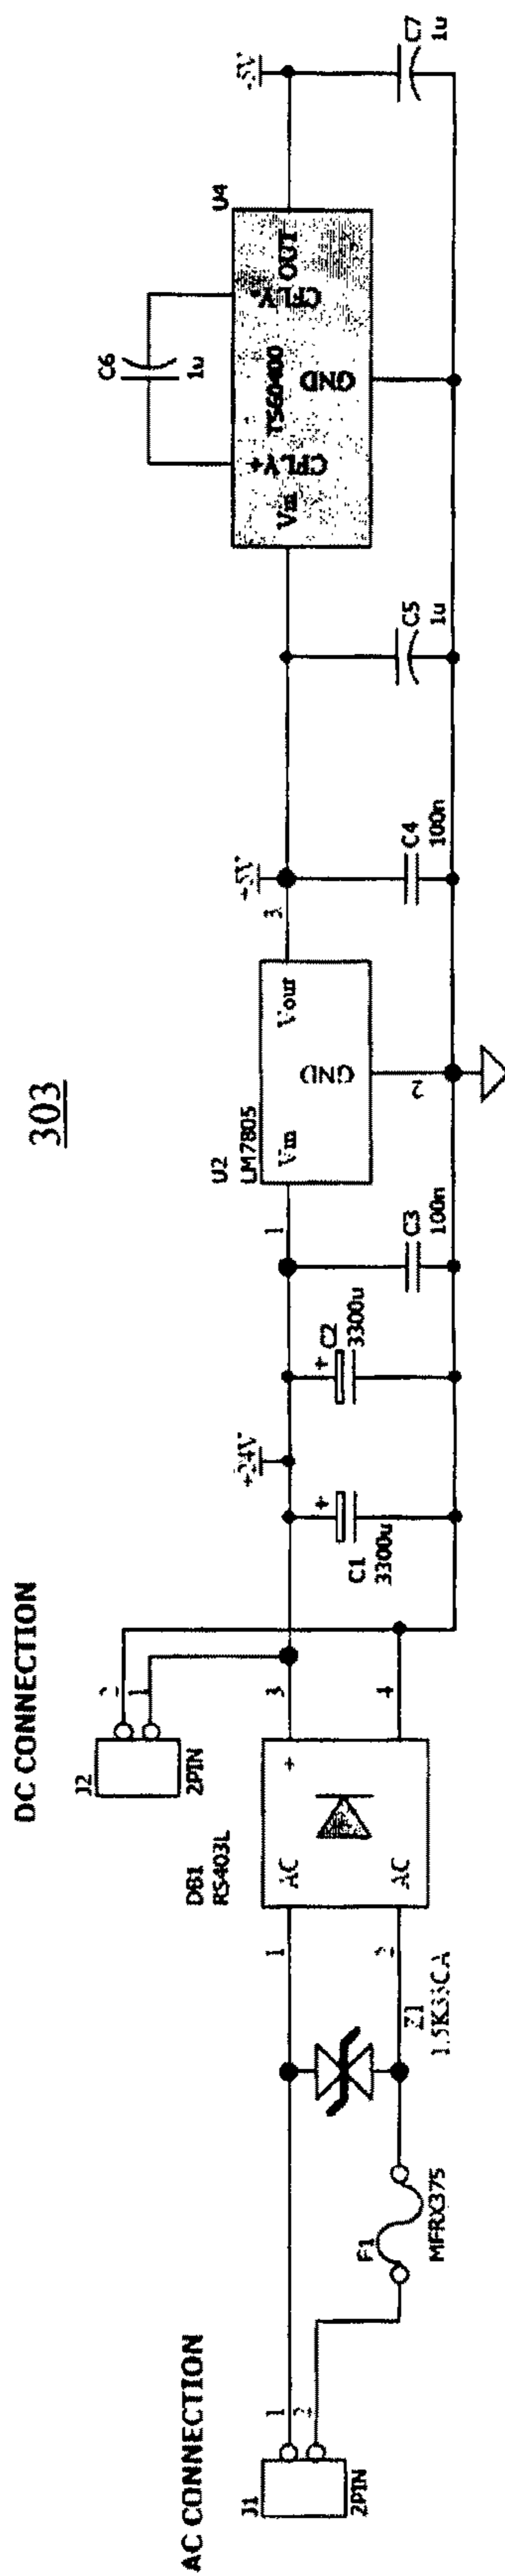 303
AC CONNECTION
DC CONNECTION
J1
2PIN
1
2
F1
MFRX375
Z1
1.5K33CA
1
2
DB1
RS403L
AC
AC
+
3
4
J2
2PIN
2
1
C1
3300u
+
+24V
C2
3300u
+
C3
100n
1
U2
LM7805
Vin
Vout
GND
2
3
+5V
C4
100n
C5
1u
U4
TS60400
Vin
CFLY+
CFLY-
OUT
GND
C6
1u
-5V
C7
1u